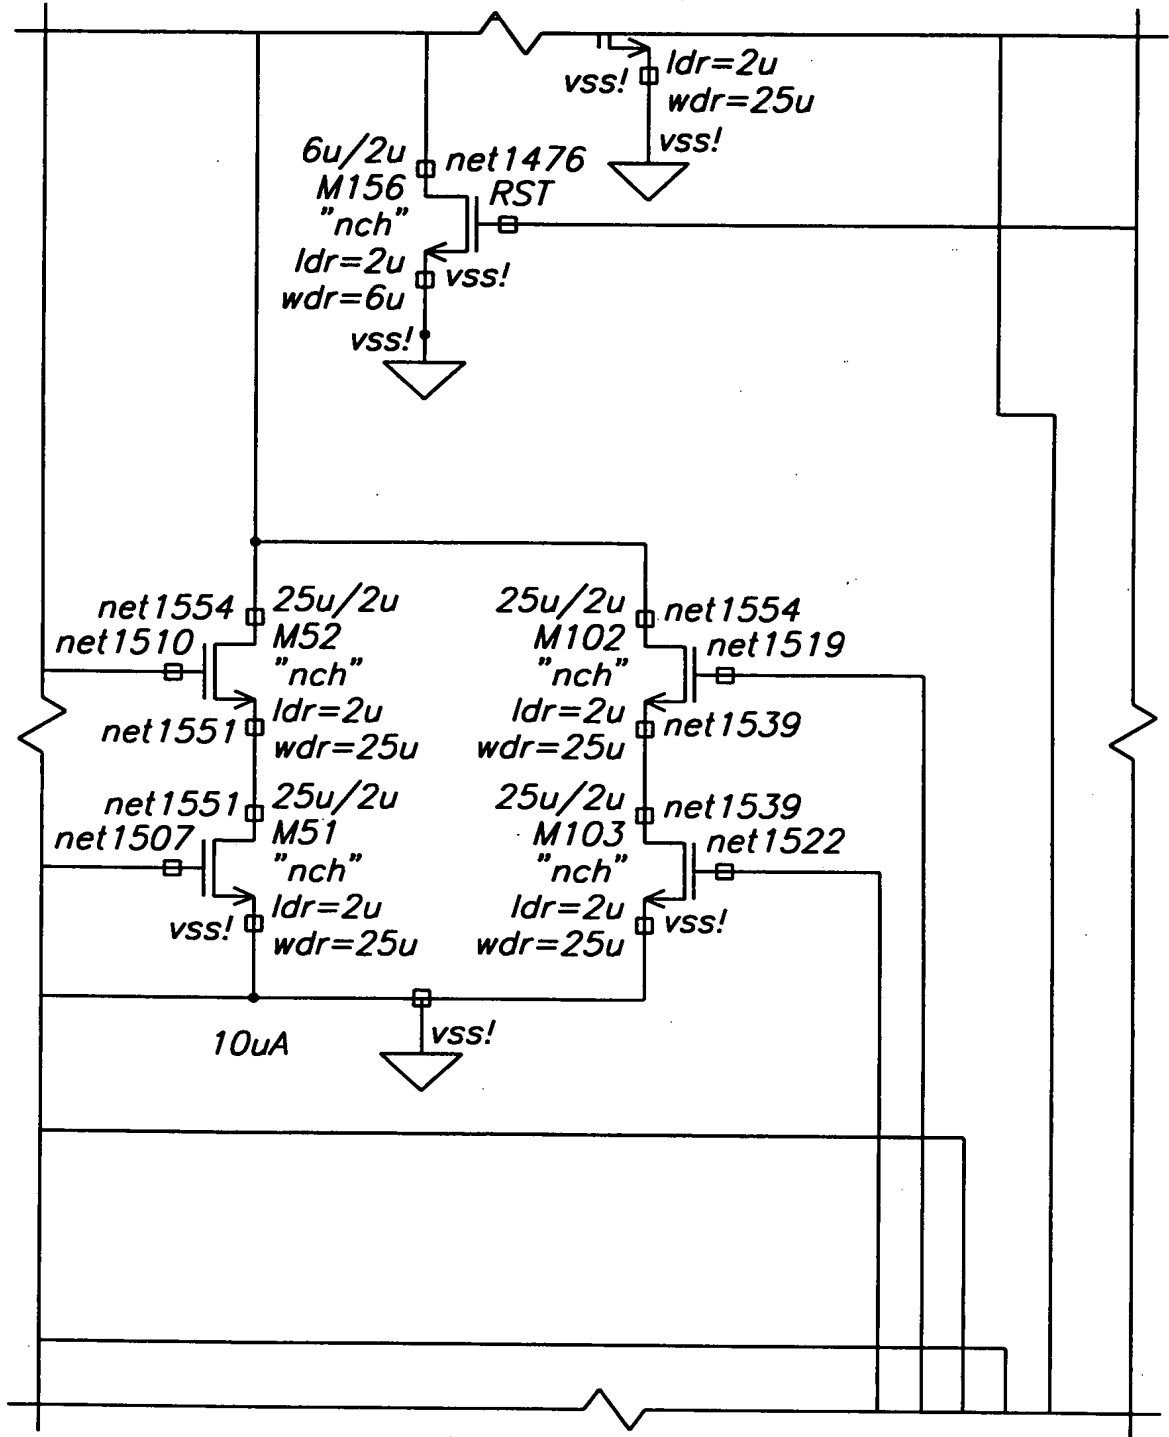 vss!
ldr=2u
wdr=25u
vss!
6u/2u
net1476
M156
RST
"nch"
ldr=2u
vss!
wdr=6u
vss!
net1554
25u/2u
net1510
M52
"nch"
ldr=2u
net1551
wdr=25u
25u/2u
net1554
M102
net1519
"nch"
ldr=2u
net1539
wdr=25u
net1551
25u/2u
net1507
M51
"nch"
ldr=2u
vss!
wdr=25u
25u/2u
net1539
M103
net1522
"nch"
ldr=2u
vss!
wdr=25u
10uA
vss!